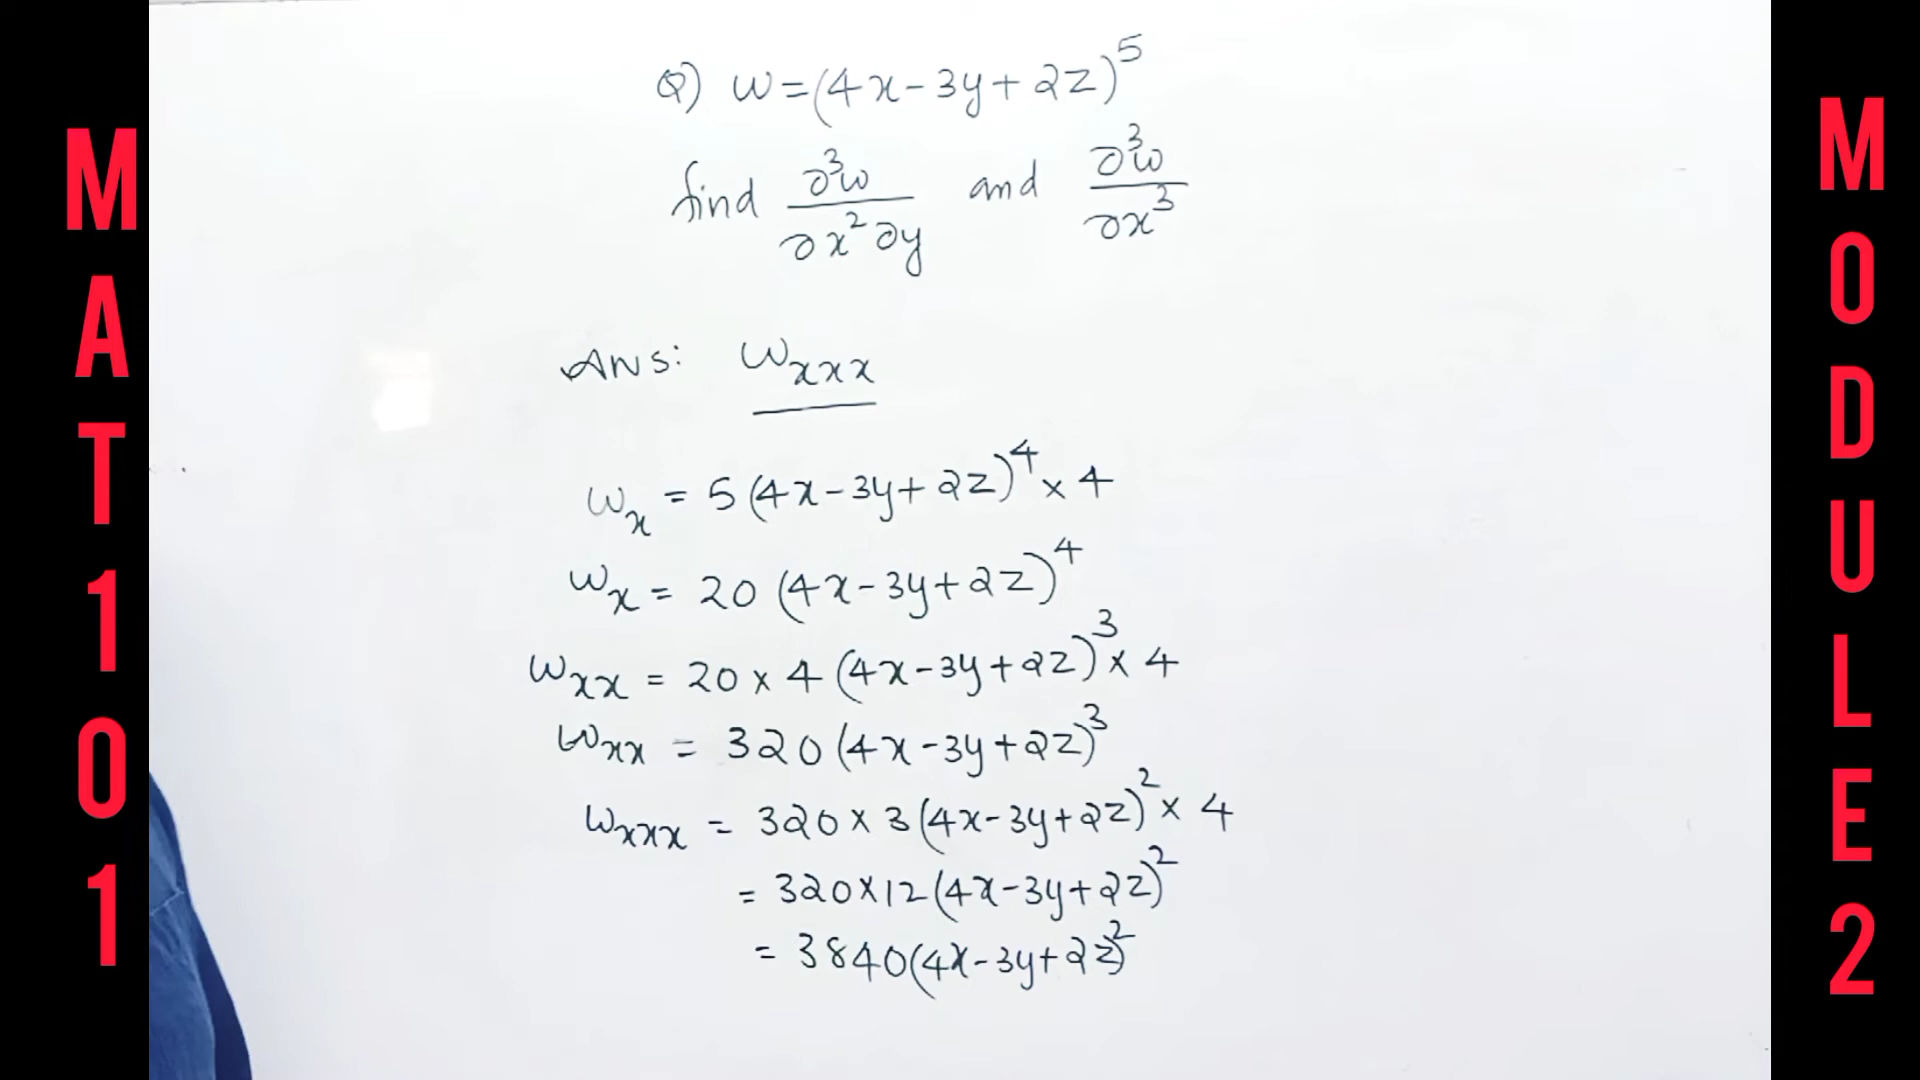 MAT101
Q) w=(4x-3y+2z)^5
find ∂^3w/∂x^2∂y and ∂^3w/∂x^3
Ans: w_xxx
w_x = 5(4x-3y+2z)^4 × 4
w_x = 20 (4x-3y+2z)^4
w_xx = 20 × 4 (4x-3y+2z)^3 × 4
w_xx = 320 (4x-3y+2z)^3
w_xxx = 320 × 3 (4x-3y+2z)^2 × 4
= 320×12 (4x-3y+2z)^2
= 3840(4x-3y+2z)^2
MODULE2